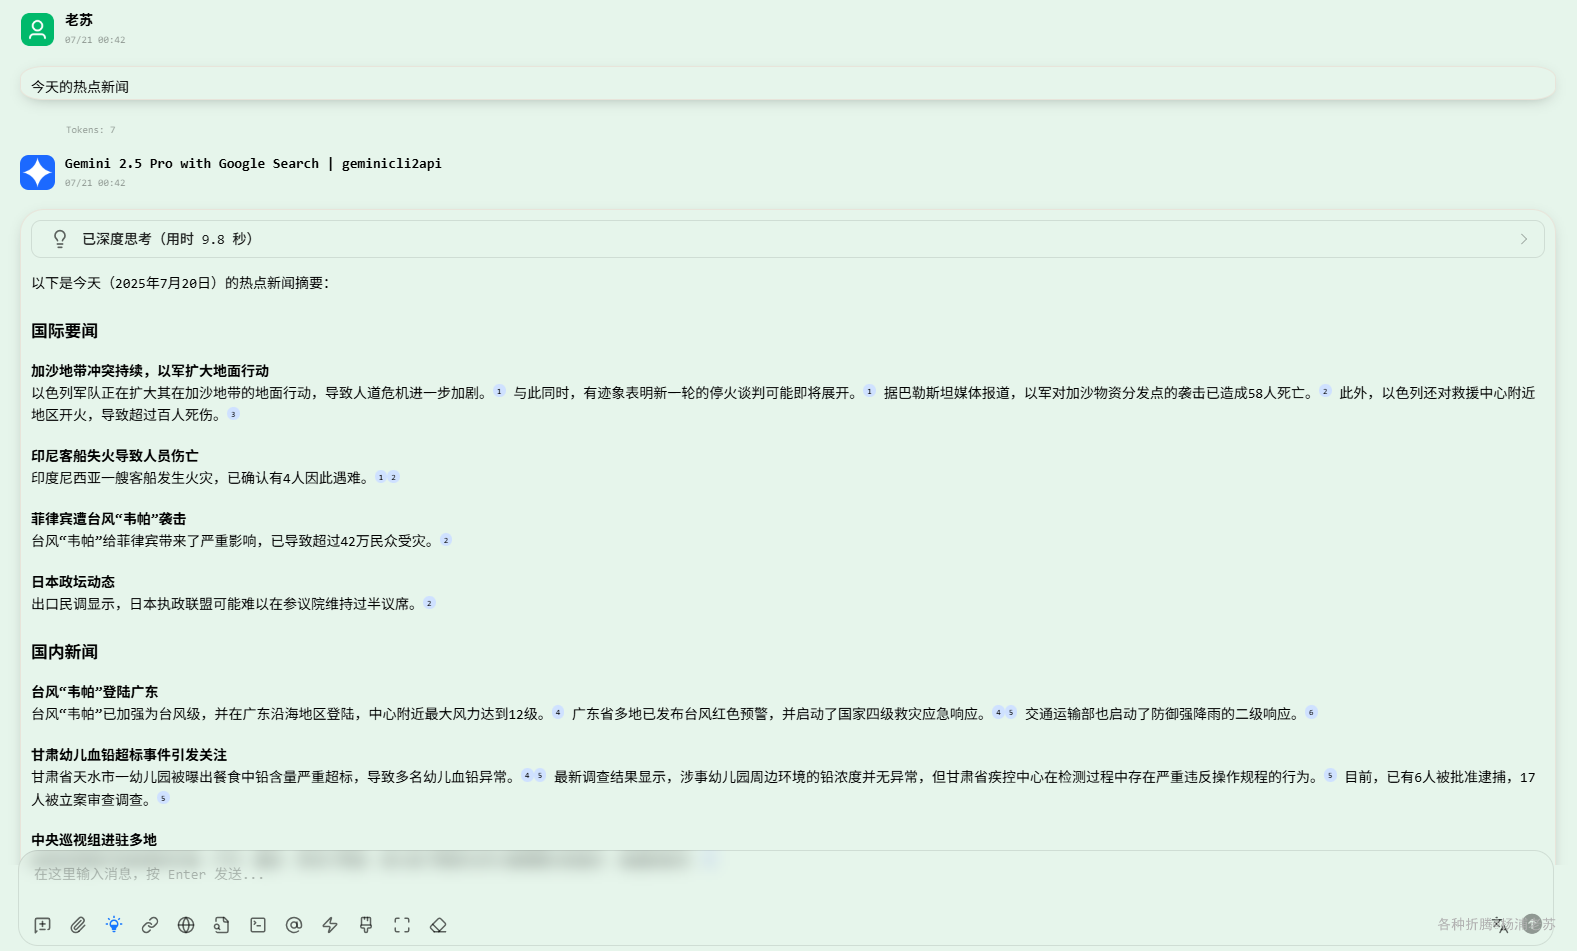 老苏
07/21 00:42
今天的热点新闻
Tokens: 7
Gemini 2.5 Pro with Google Search | geminicli2api
07/21 00:42
已深度思考（用时 9.8 秒）
以下是今天（2025年7月20日）的热点新闻摘要：
国际要闻
加沙地带冲突持续，以军扩大地面行动
以色列军队正在扩大其在加沙地带的地面行动，导致人道危机进一步加剧。1 与此同时，有迹象表明新一轮的停火谈判可能即将展开。1 据巴勒斯坦媒体报道，以军对加沙物资分发点的袭击已造成58人死亡。2 此外，以色列还对救援中心附近
地区开火，导致超过百人死伤。3
印尼客船失火导致人员伤亡
印度尼西亚一艘客船发生火灾，已确认有4人因此遇难。1 2
菲律宾遭台风“韦帕”袭击
台风“韦帕”给菲律宾带来了严重影响，已导致超过42万民众受灾。2
日本政坛动态
出口民调显示，日本执政联盟可能难以在参议院维持过半议席。2
国内新闻
台风“韦帕”登陆广东
台风“韦帕”已加强为台风级，并在广东沿海地区登陆，中心附近最大风力达到12级。4 广东省多地已发布台风红色预警，并启动了国家四级救灾应急响应。4 5 交通运输部也启动了防御强降雨的二级响应。6
甘肃幼儿血铅超标事件引发关注
甘肃省天水市一幼儿园被曝出餐食中铅含量严重超标，导致多名幼儿血铅异常。4 5 最新调查结果显示，涉事幼儿园周边环境的铅浓度并无异常，但甘肃省疾控中心在检测过程中存在严重违反操作规程的行为。5 目前，已有6人被批准逮捕，17
人被立案审查调查。5
中央巡视组进驻多地
在这里输入消息，按 Enter 发送...
各种折腾
苏